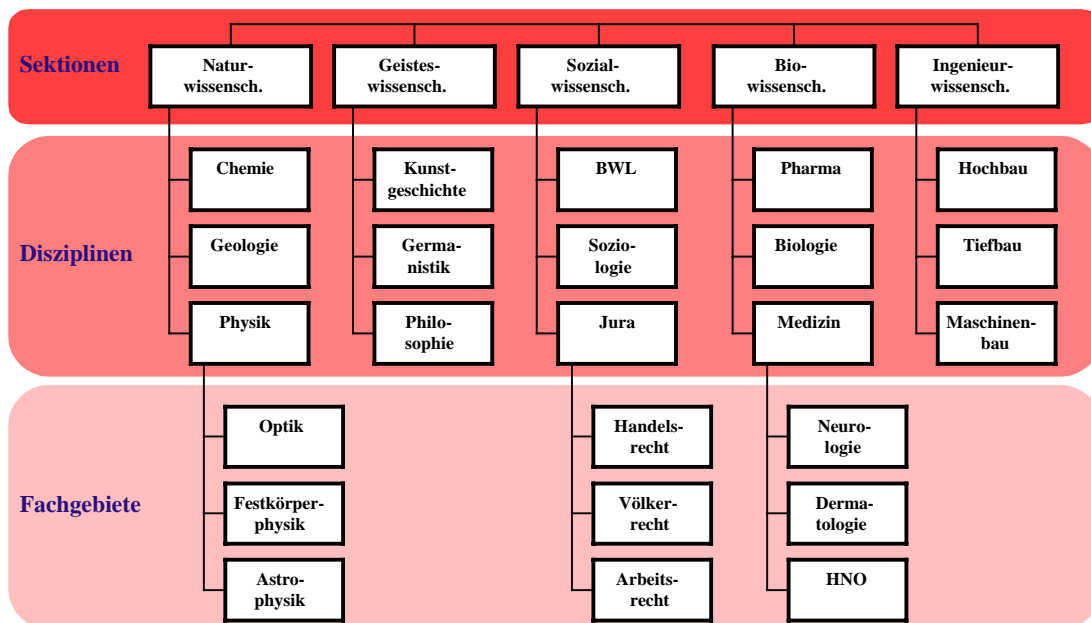 Sektionen
Natur-
wissensch.
Geistes-
wissensch.
Sozial-
wissensch.
Bio-
wissensch.
Ingenieur-
wissensch.
Disziplinen
Chemie
Kunst-
geschichte
BWL
Pharma
Hochbau
Geologie
Germa-
nistik
Sozio-
logie
Biologie
Tiefbau
Physik
Philo-
sophie
Jura
Medizin
Maschinen-
bau
Fachgebiete
Optik
Handels-
recht
Neuro-
logie
Festkörper-
physik
Völker-
recht
Derma-
tologie
Astro-
physik
Arbeits-
recht
HNO